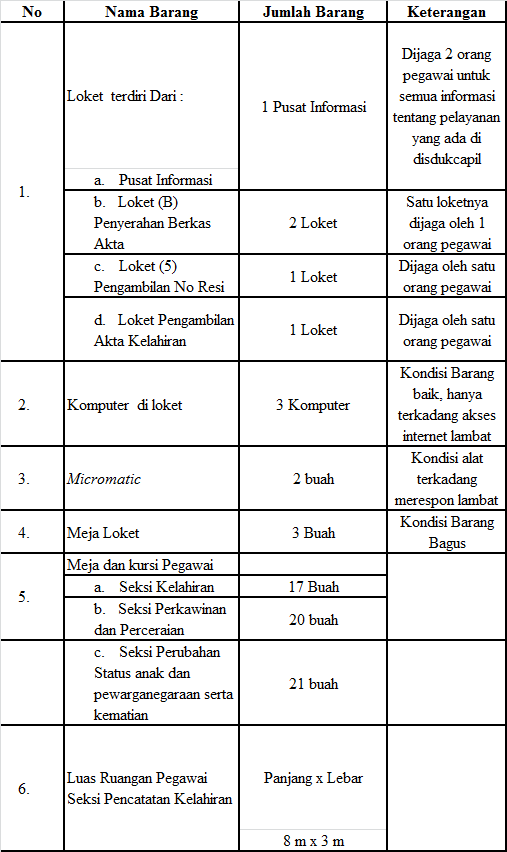 No Nama Barang Jumlah Barang Keterangan
1.
Loket terdiri Dari :
1 Pusat Informasi
Dijaga 2 orang
pegawai untuk
semua informasi
tentang pelayanan
yang ada di
disdukcapil
a. Pusat Informasi
b. Loket (B)
Penyerahan Berkas
Akta
2 Loket
Satu loketnya
dijaga oleh 1
orang pegawai
c. Loket (5)
Pengambilan No Resi
1 Loket
Dijaga oleh satu
orang pegawai
d. Loket Pengambilan
Akta Kelahiran
1 Loket
Dijaga oleh satu
orang pegawai
2.
Komputer di loket
3 Komputer
Kondisi Barang
baik, hanya
terkadang akses
internet lambat
3.
Micromatic
2 buah
Kondisi alat
terkadang
merespon lambat
4.
Meja Loket
3 Buah
Kondisi Barang
Bagus
5.
Meja dan kursi Pegawai
a. Seksi Kelahiran
17 Buah
b. Seksi Perkawinan
dan Perceraian
20 buah
c. Seksi Perubahan
Status anak dan
pewarganegaraan serta
kematian
21 buah
6.
Luas Ruangan Pegawai
Seksi Pencatatan Kelahiran
Panjang x Lebar
8 m x 3 m